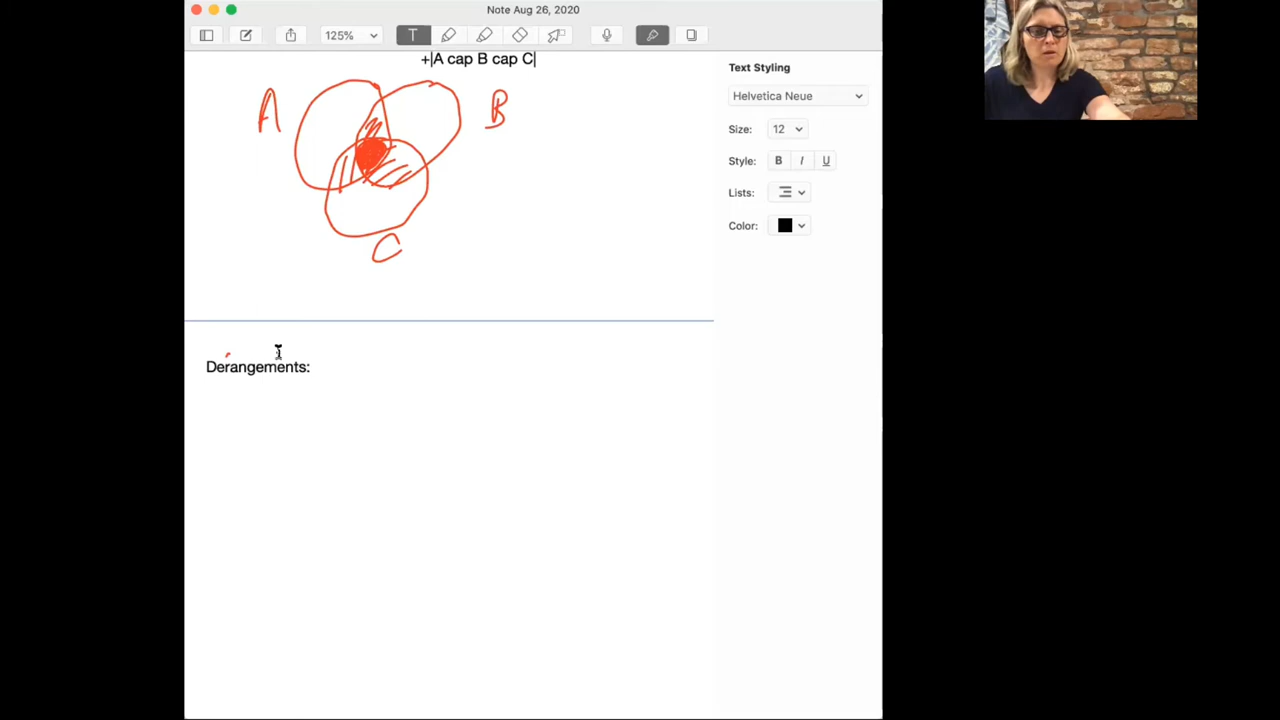 Note Aug 26, 2020
125%
T
+|A cap B cap C|
A
B
C
Derangements:
Text Styling
Helvetica Neue
Size: 12
Style: B I U
Lists:
Color: